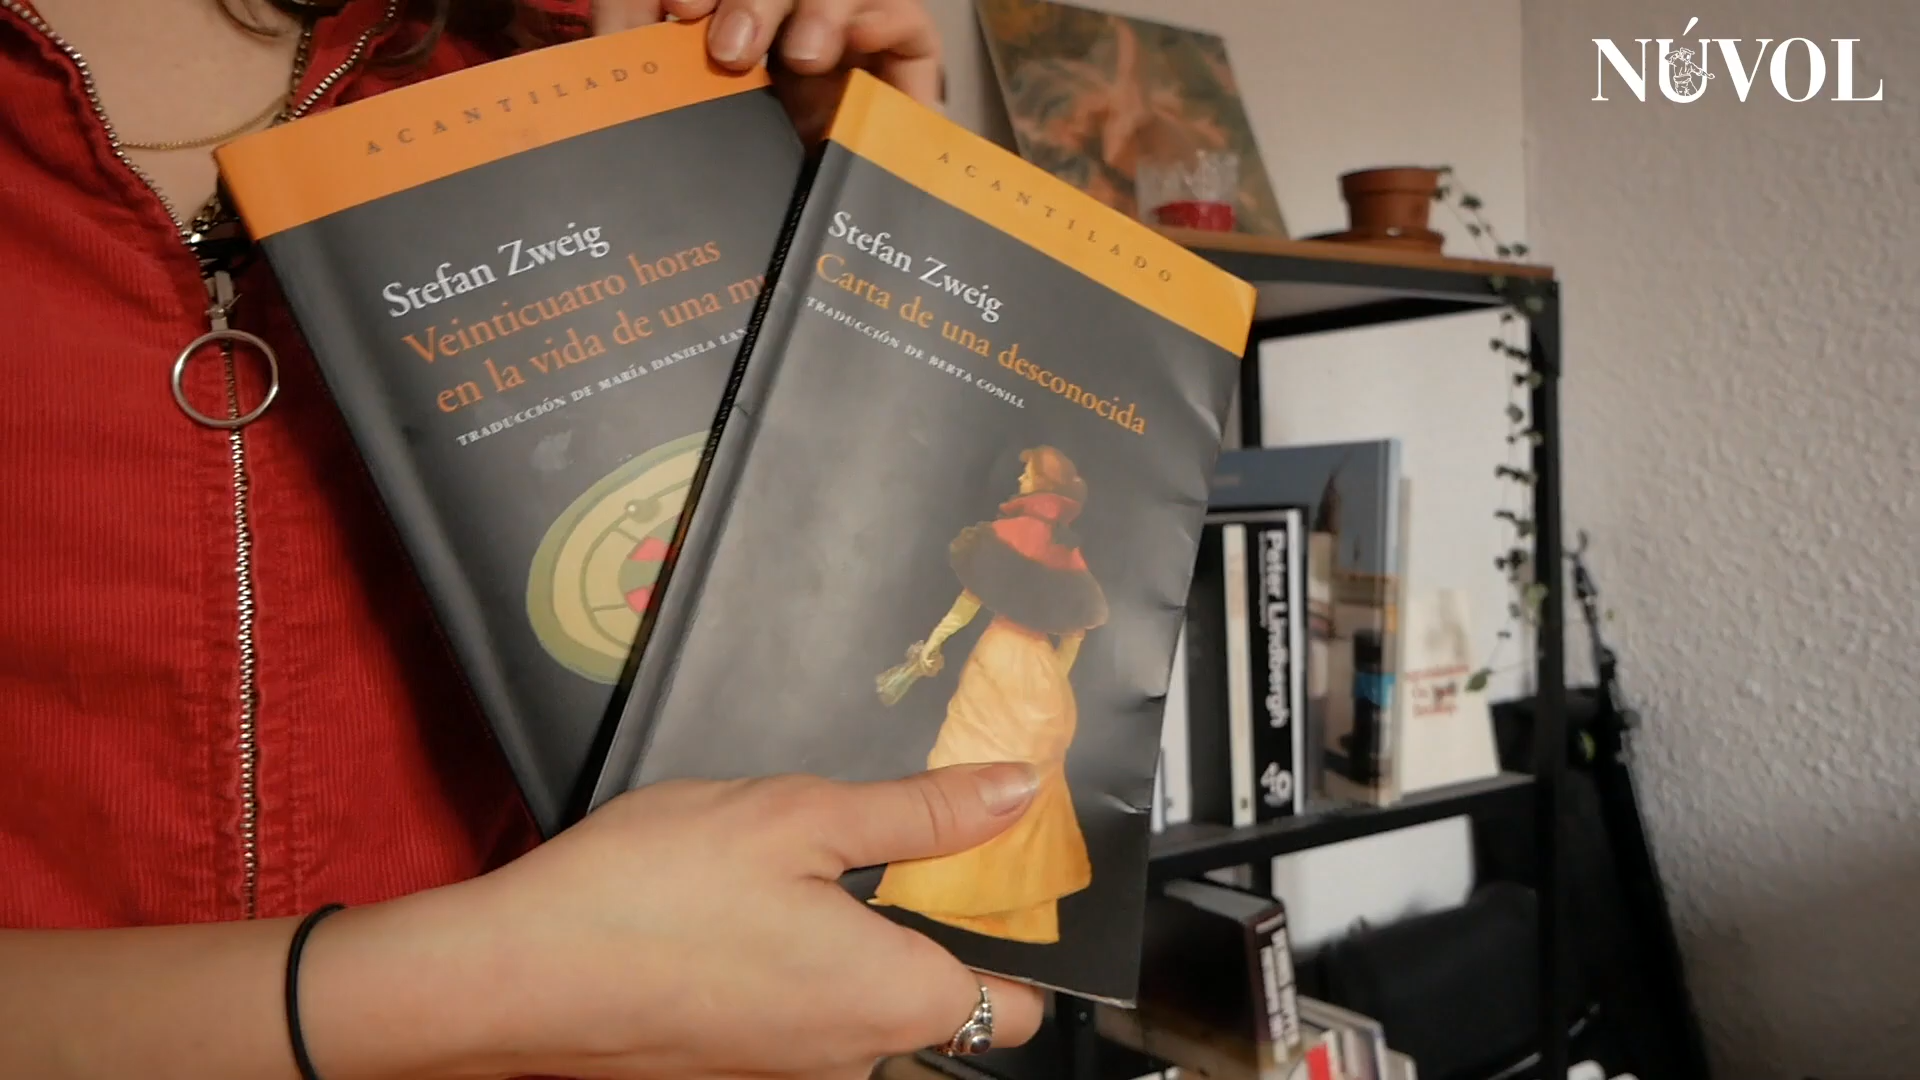 NÚVOL
ACANTILADO
Stefan Zweig
Veinticuatro horas
en la vida de una
TRADUCCIÓN DE MARÍA DANIELA
ACANTILADO
Stefan Zweig
Carta de una desconocida
TRADUCCIÓN DE BERTA CONILL
Peter Lindbergh